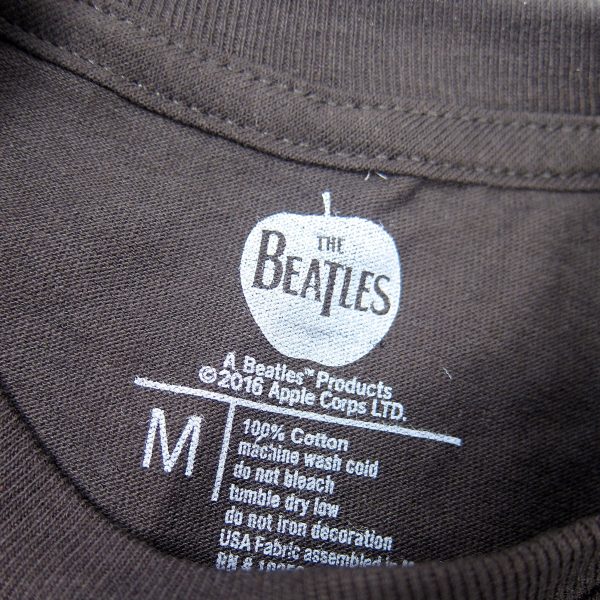 THE
BEATLES
A Beatles™ Products
©2016 Apple Corps LTD.
M
100% Cotton
machine wash cold
do not bleach
tumble dry low
do not iron decoration
USA Fabric assembled in
RN #